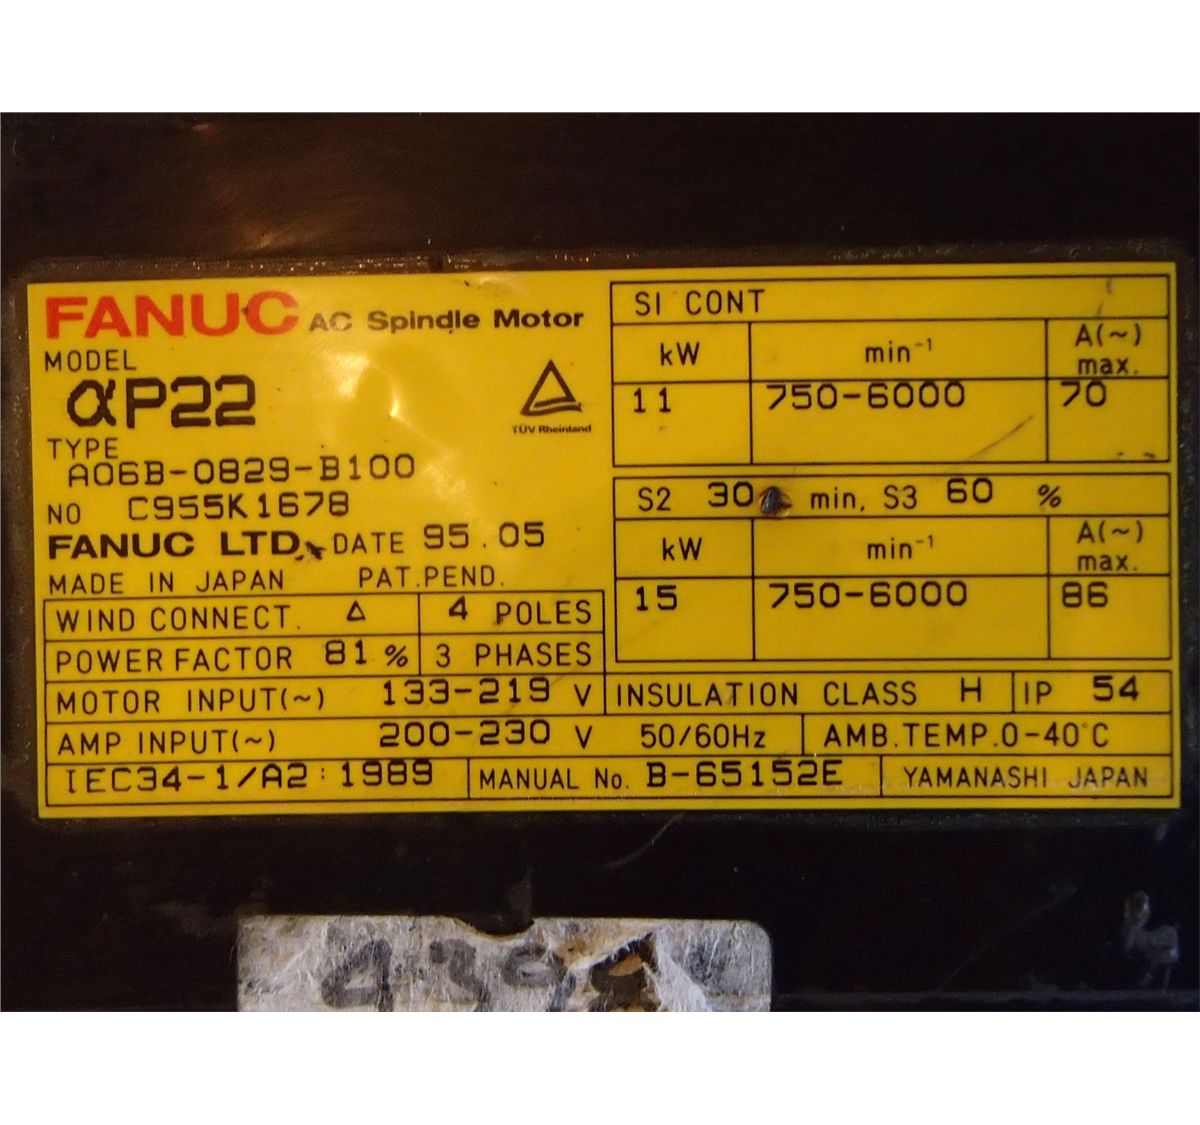 FANUC AC Spindle Motor
MODEL
αP22
TÜV Rheinland
TYPE
A06B-0829-B100
NO C955K1678
FANUC LTD. DATE 95.05
MADE IN JAPAN PAT.PEND.
WIND CONNECT. Δ 4 POLES
POWER FACTOR 81 % 3 PHASES
SI CONT
kW min⁻¹ A(~) max.
11 750-6000 70
S2 30 min, S3 60 %
kW min⁻¹ A(~) max.
15 750-6000 86
MOTOR INPUT(~) 133-219 V INSULATION CLASS H IP 54
AMP INPUT(~) 200-230 V 50/60Hz AMB.TEMP.0-40°C
IEC34-1/A2:1989 MANUAL No. B-65152E YAMANASHI JAPAN